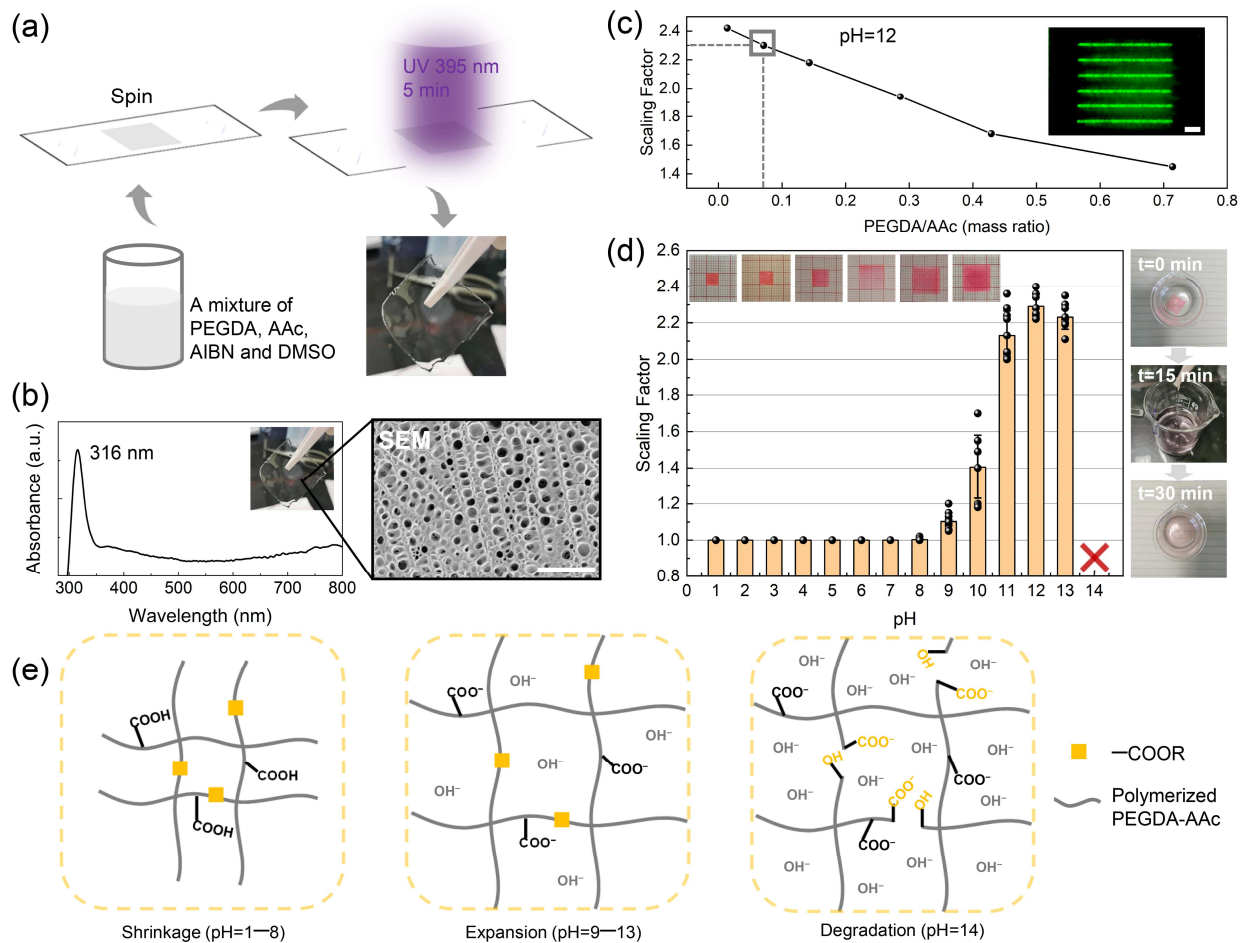 (a)
Spin
UV 395 nm
5 min
A mixture of
PEGDA, AAc,
AIBN and DMSO
(b)
Absorbance (a.u.)
316 nm
300 400 500 600 700 800
Wavelength (nm)
SEM
(c)
Scaling Factor
2.4
2.2
2.0
1.8
1.6
1.4
pH=12
0.0 0.1 0.2 0.3 0.4 0.5 0.6 0.7 0.8
PEGDA/AAc (mass ratio)
(d)
Scaling Factor
2.6
2.4
2.2
2.0
1.8
1.6
1.4
1.2
1.0
0.8
0 1 2 3 4 5 6 7 8 9 10 11 12 13 14
pH
t=0 min
t=15 min
t=30 min
(e)
COOH
COOH
COOH
Shrinkage (pH=1—8)
COO⁻
OH⁻
OH⁻
OH⁻
COO⁻
OH⁻
COO⁻
OH⁻
Expansion (pH=9—13)
OH⁻
OH
OH⁻
COO⁻
OH⁻
OH⁻
COO⁻
OH⁻
COO⁻
OH⁻
OH
OH⁻
COO⁻
OH⁻
COO⁻
OH
OH⁻
COO⁻
OH⁻
OH⁻
OH⁻
OH⁻
Degradation (pH=14)
—COOR
Polymerized
PEGDA-AAc